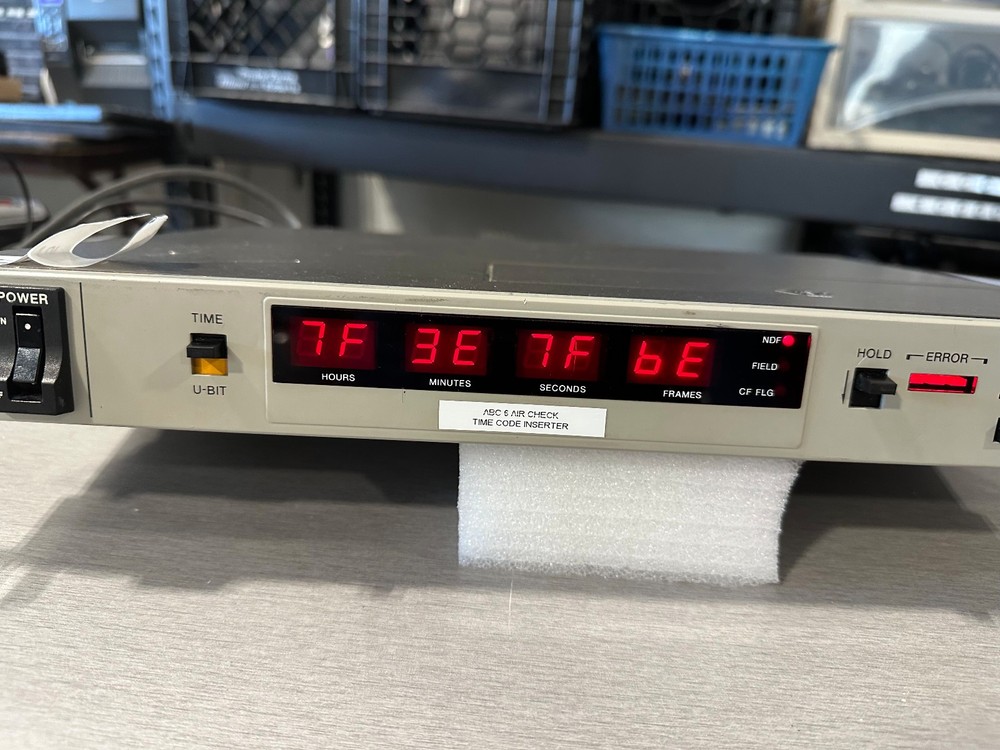 POWER
TIME
U-BIT
7F 3E 7F bE
HOURS MINUTES SECONDS FRAMES
NDF
FIELD
CF FLG
HOLD
ERROR
ABC 6 AIR CHECK
TIME CODE INSERTER